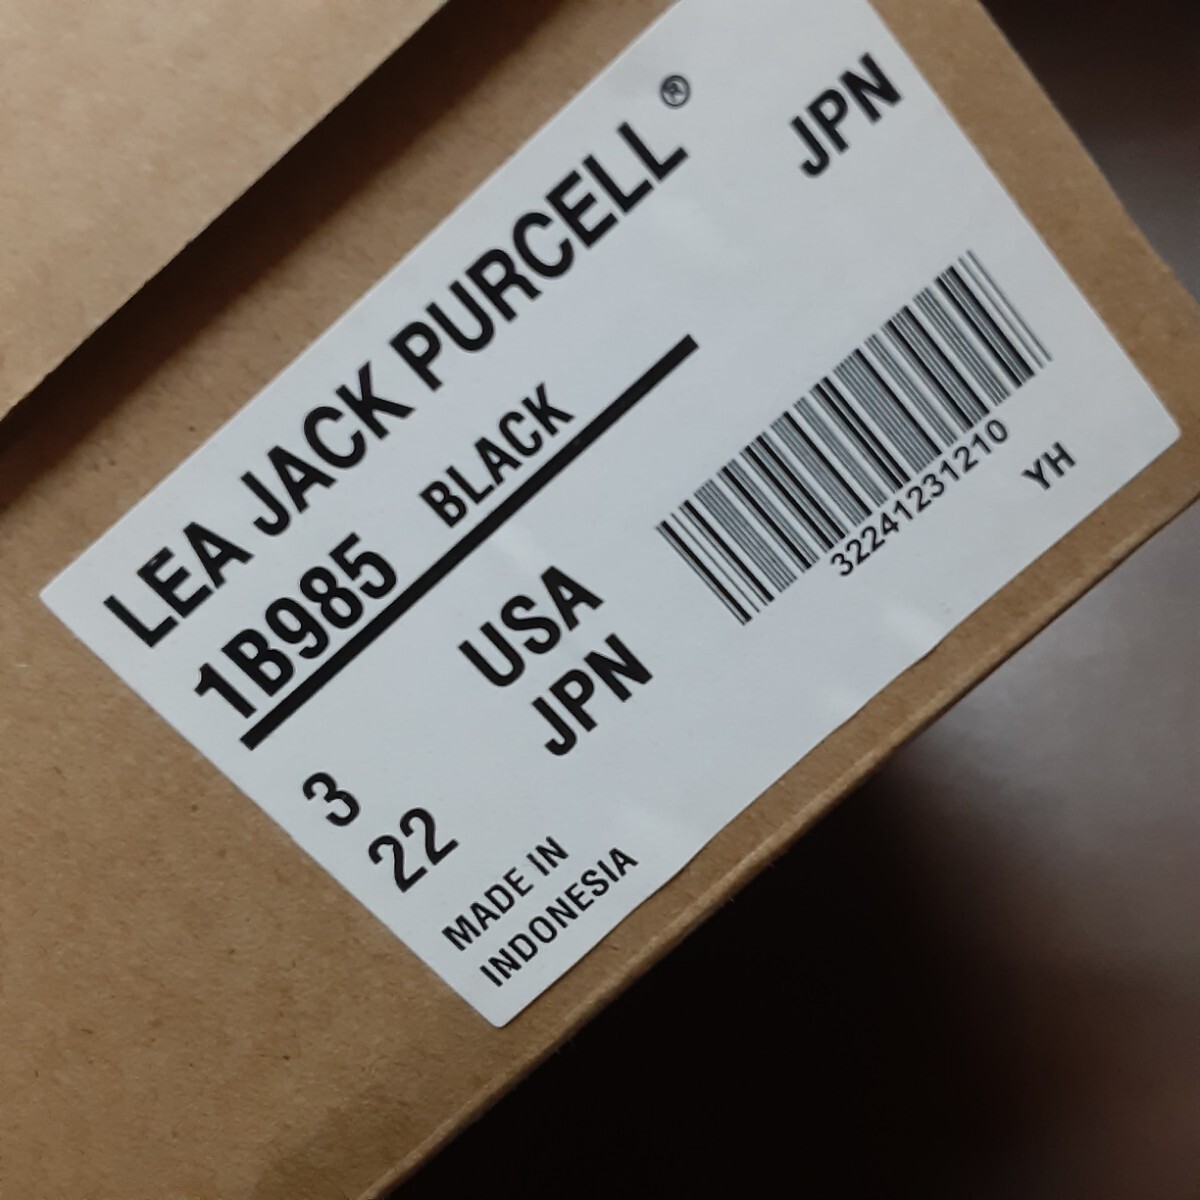 LEA JACK PURCELL® JPN
1B985 BLACK
3 USA
22 JPN
32241231210
YH
MADE IN
INDONESIA